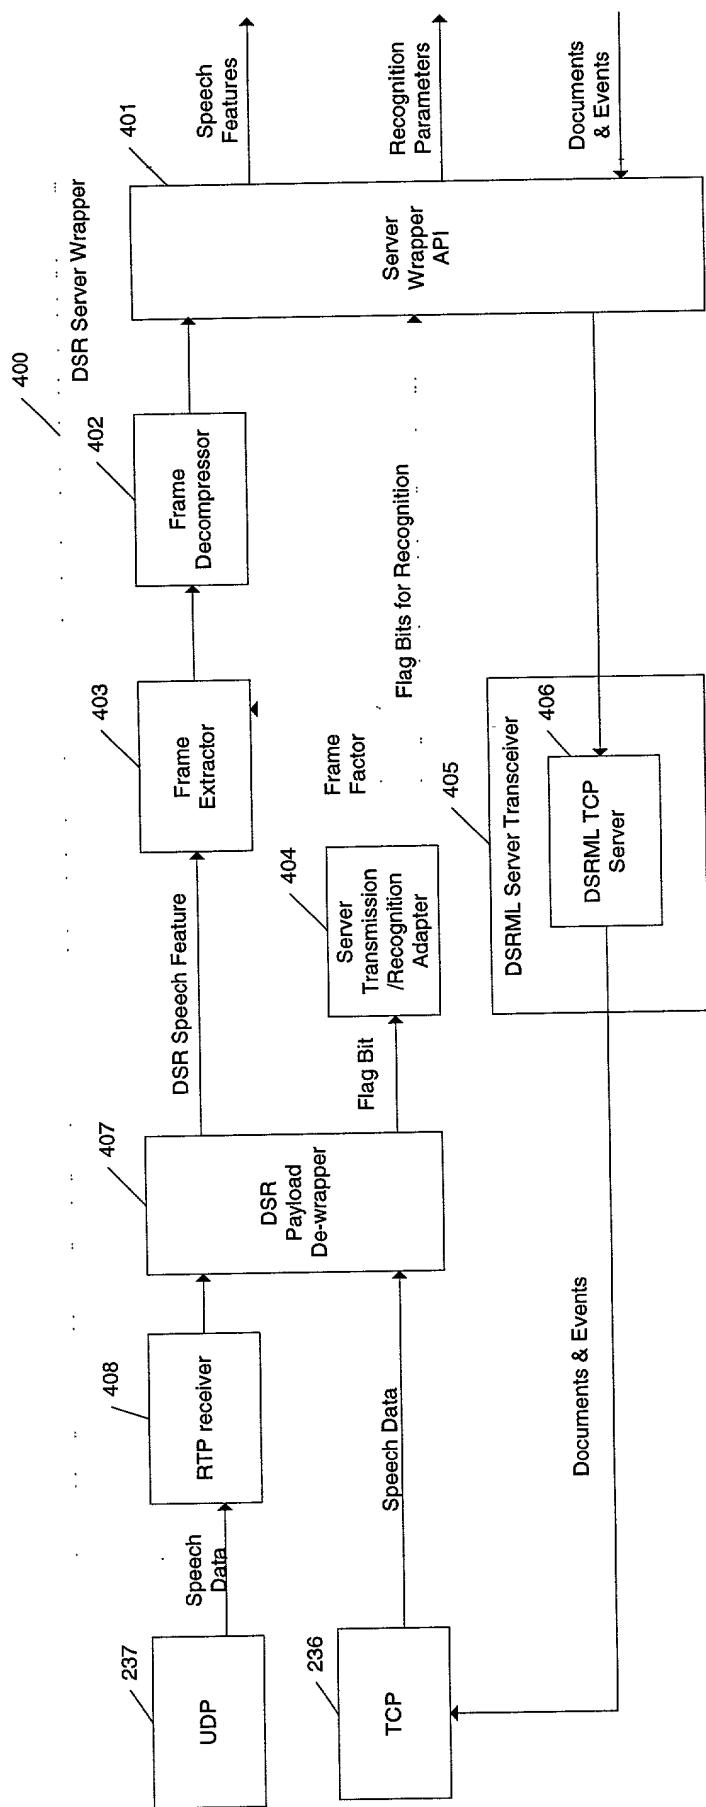 400
DSR Server Wrapper
237
UDP
Speech
Data
408
RTP receiver
407
DSR
Payload
De-wrapper
DSR Speech Feature
403
Frame
Extractor
402
Frame
Decompressor
401
Server
Wrapper
API
Speech
Features
236
TCP
Speech Data
Flag Bit
404
Server
Transmission
/Recognition
Adapter
Frame
Factor
Flag Bits for Recognition
Recognition
Parameters
Documents & Events
405
DSRML Server Transceiver
406
DSRML TCP
Server
Documents
& Events